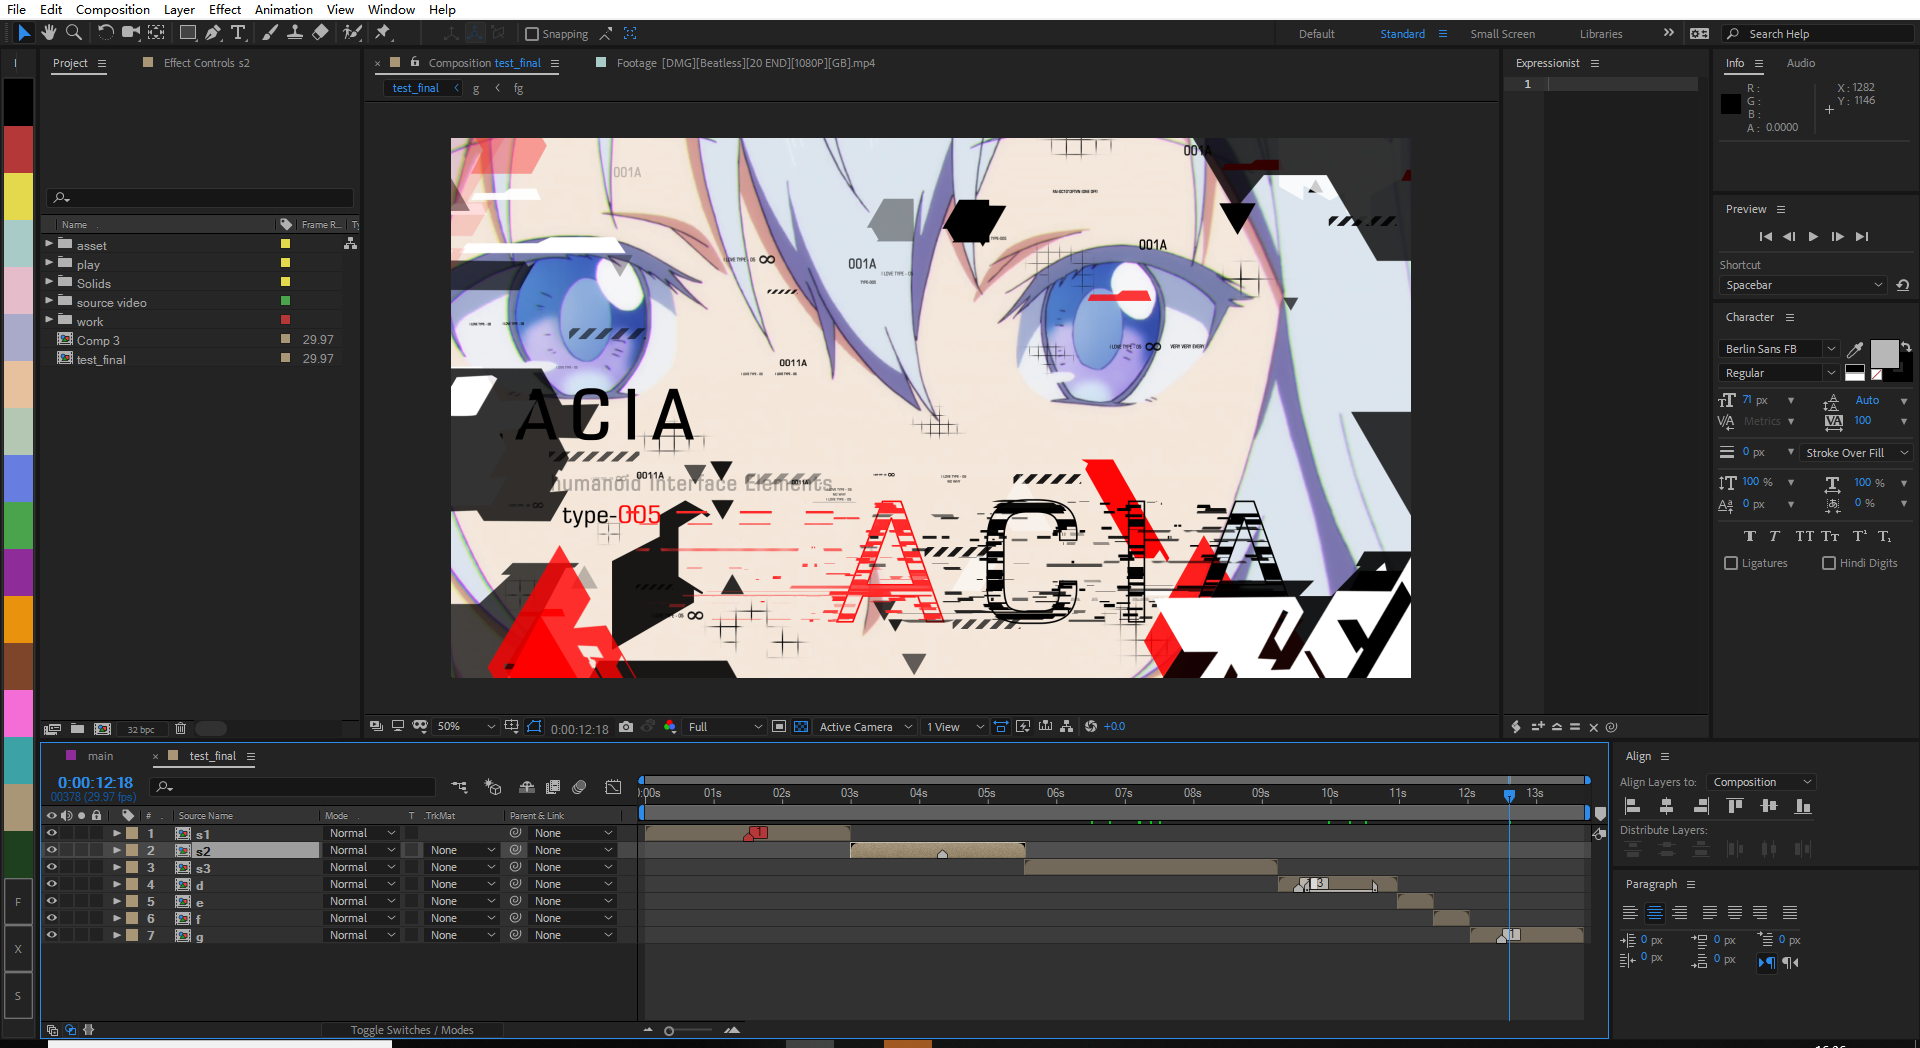 File Edit Composition Layer Effect Animation View Window Help
Snapping Default Standard Small Screen Libraries Search Help
Project Effect Controls s2
Composition test_final Footage [DMG][Beatless][20 END][1080P][GB].mp4
test_final g fg
Expressionist
1
Info Audio
R :
G :
B :
A : 0.0000
X : 1282
Y : 1146
Name Frame R...
asset
play
Solids
source video
work
Comp 3 29.97
test_final 29.97
32 bpc
001A
001A
001A
001A
0011A
0011A
I LOVE TYPE - 05
ACIA
humanoid Interface Elements
type-005
ACIA
VERY VERY EVERY
50% 0:00:12:18 Full Active Camera 1 View +0.0
Preview
Shortcut
Spacebar
Character
Berlin Sans FB
Regular
71 px Auto
Metrics 100
0 px Stroke Over Fill
100 % 100 %
0 px 0 %
Ligatures Hindi Digits
main test_final
0:00:12:18
00378 (29.97 fps)
:00s 01s 02s 03s 04s 05s 06s 07s 08s 09s 10s 11s 12s 13s
# Source Name Mode T .TrkMat Parent & Link
1 s1 Normal None
2 s2 Normal None None
3 s3 Normal None None
4 d Normal None None
5 e Normal None None
6 f Normal None None
7 g Normal None None
1
3
1
Toggle Switches / Modes
Align
Align Layers to: Composition
Distribute Layers:
Paragraph
0 px 0 px 0 px
0 px 0 px
F
X
S